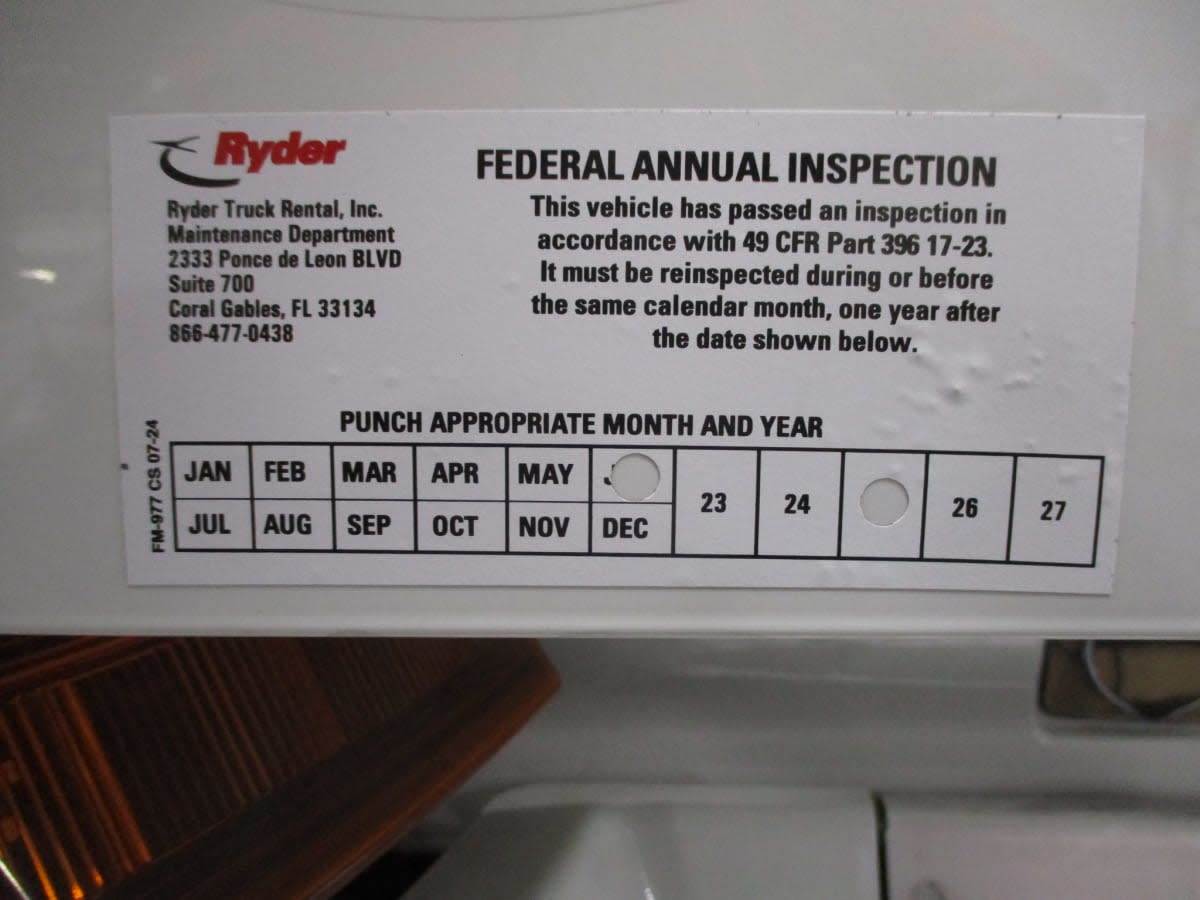 Ryder
Ryder Truck Rental, Inc.
Maintenance Department
2333 Ponce de Leon BLVD
Suite 700
Coral Gables, FL 33134
866-477-0438
FEDERAL ANNUAL INSPECTION
This vehicle has passed an inspection in
accordance with 49 CFR Part 396 17-23.
It must be reinspected during or before
the same calendar month, one year after
the date shown below.
PUNCH APPROPRIATE MONTH AND YEAR
FM-977 CS 07-24
JAN FEB MAR APR MAY
JUL AUG SEP OCT NOV DEC
23 24 26 27